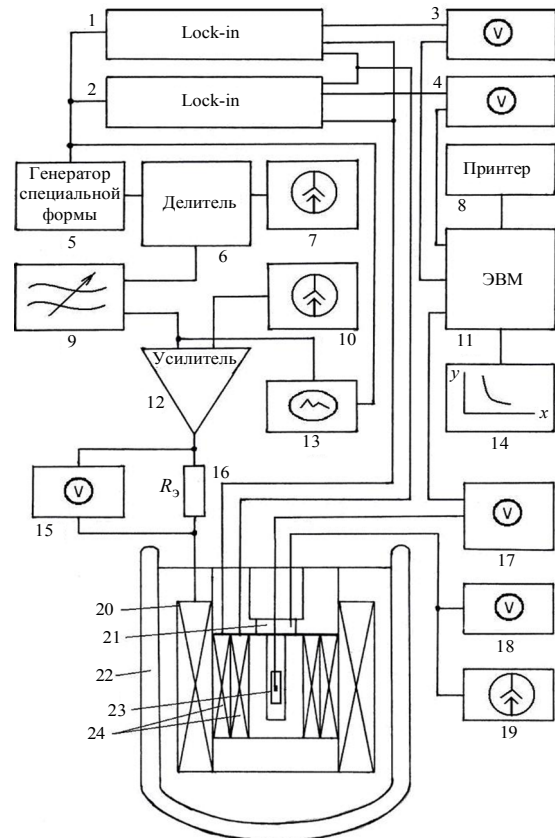 1
Lock-in
3
V
2
Lock-in
4
V
Генератор
специальной
формы
5
Делитель
6
7
Принтер
8
9
10
ЭВМ
11
Усилитель
12
13
y
x
14
V
15
Rэ
16
V
17
V
18
19
20
21
22
23
24